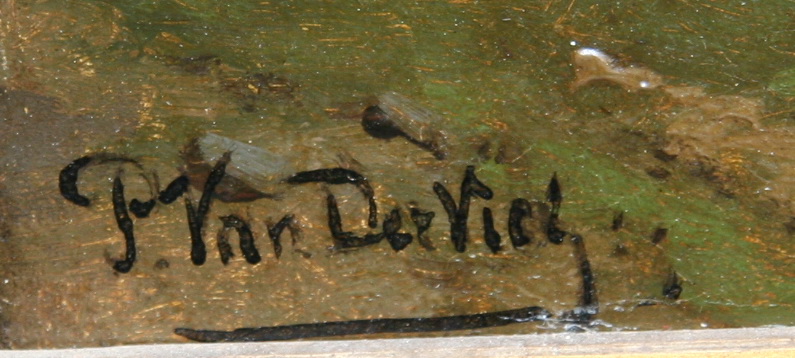 P. Van Der Viel